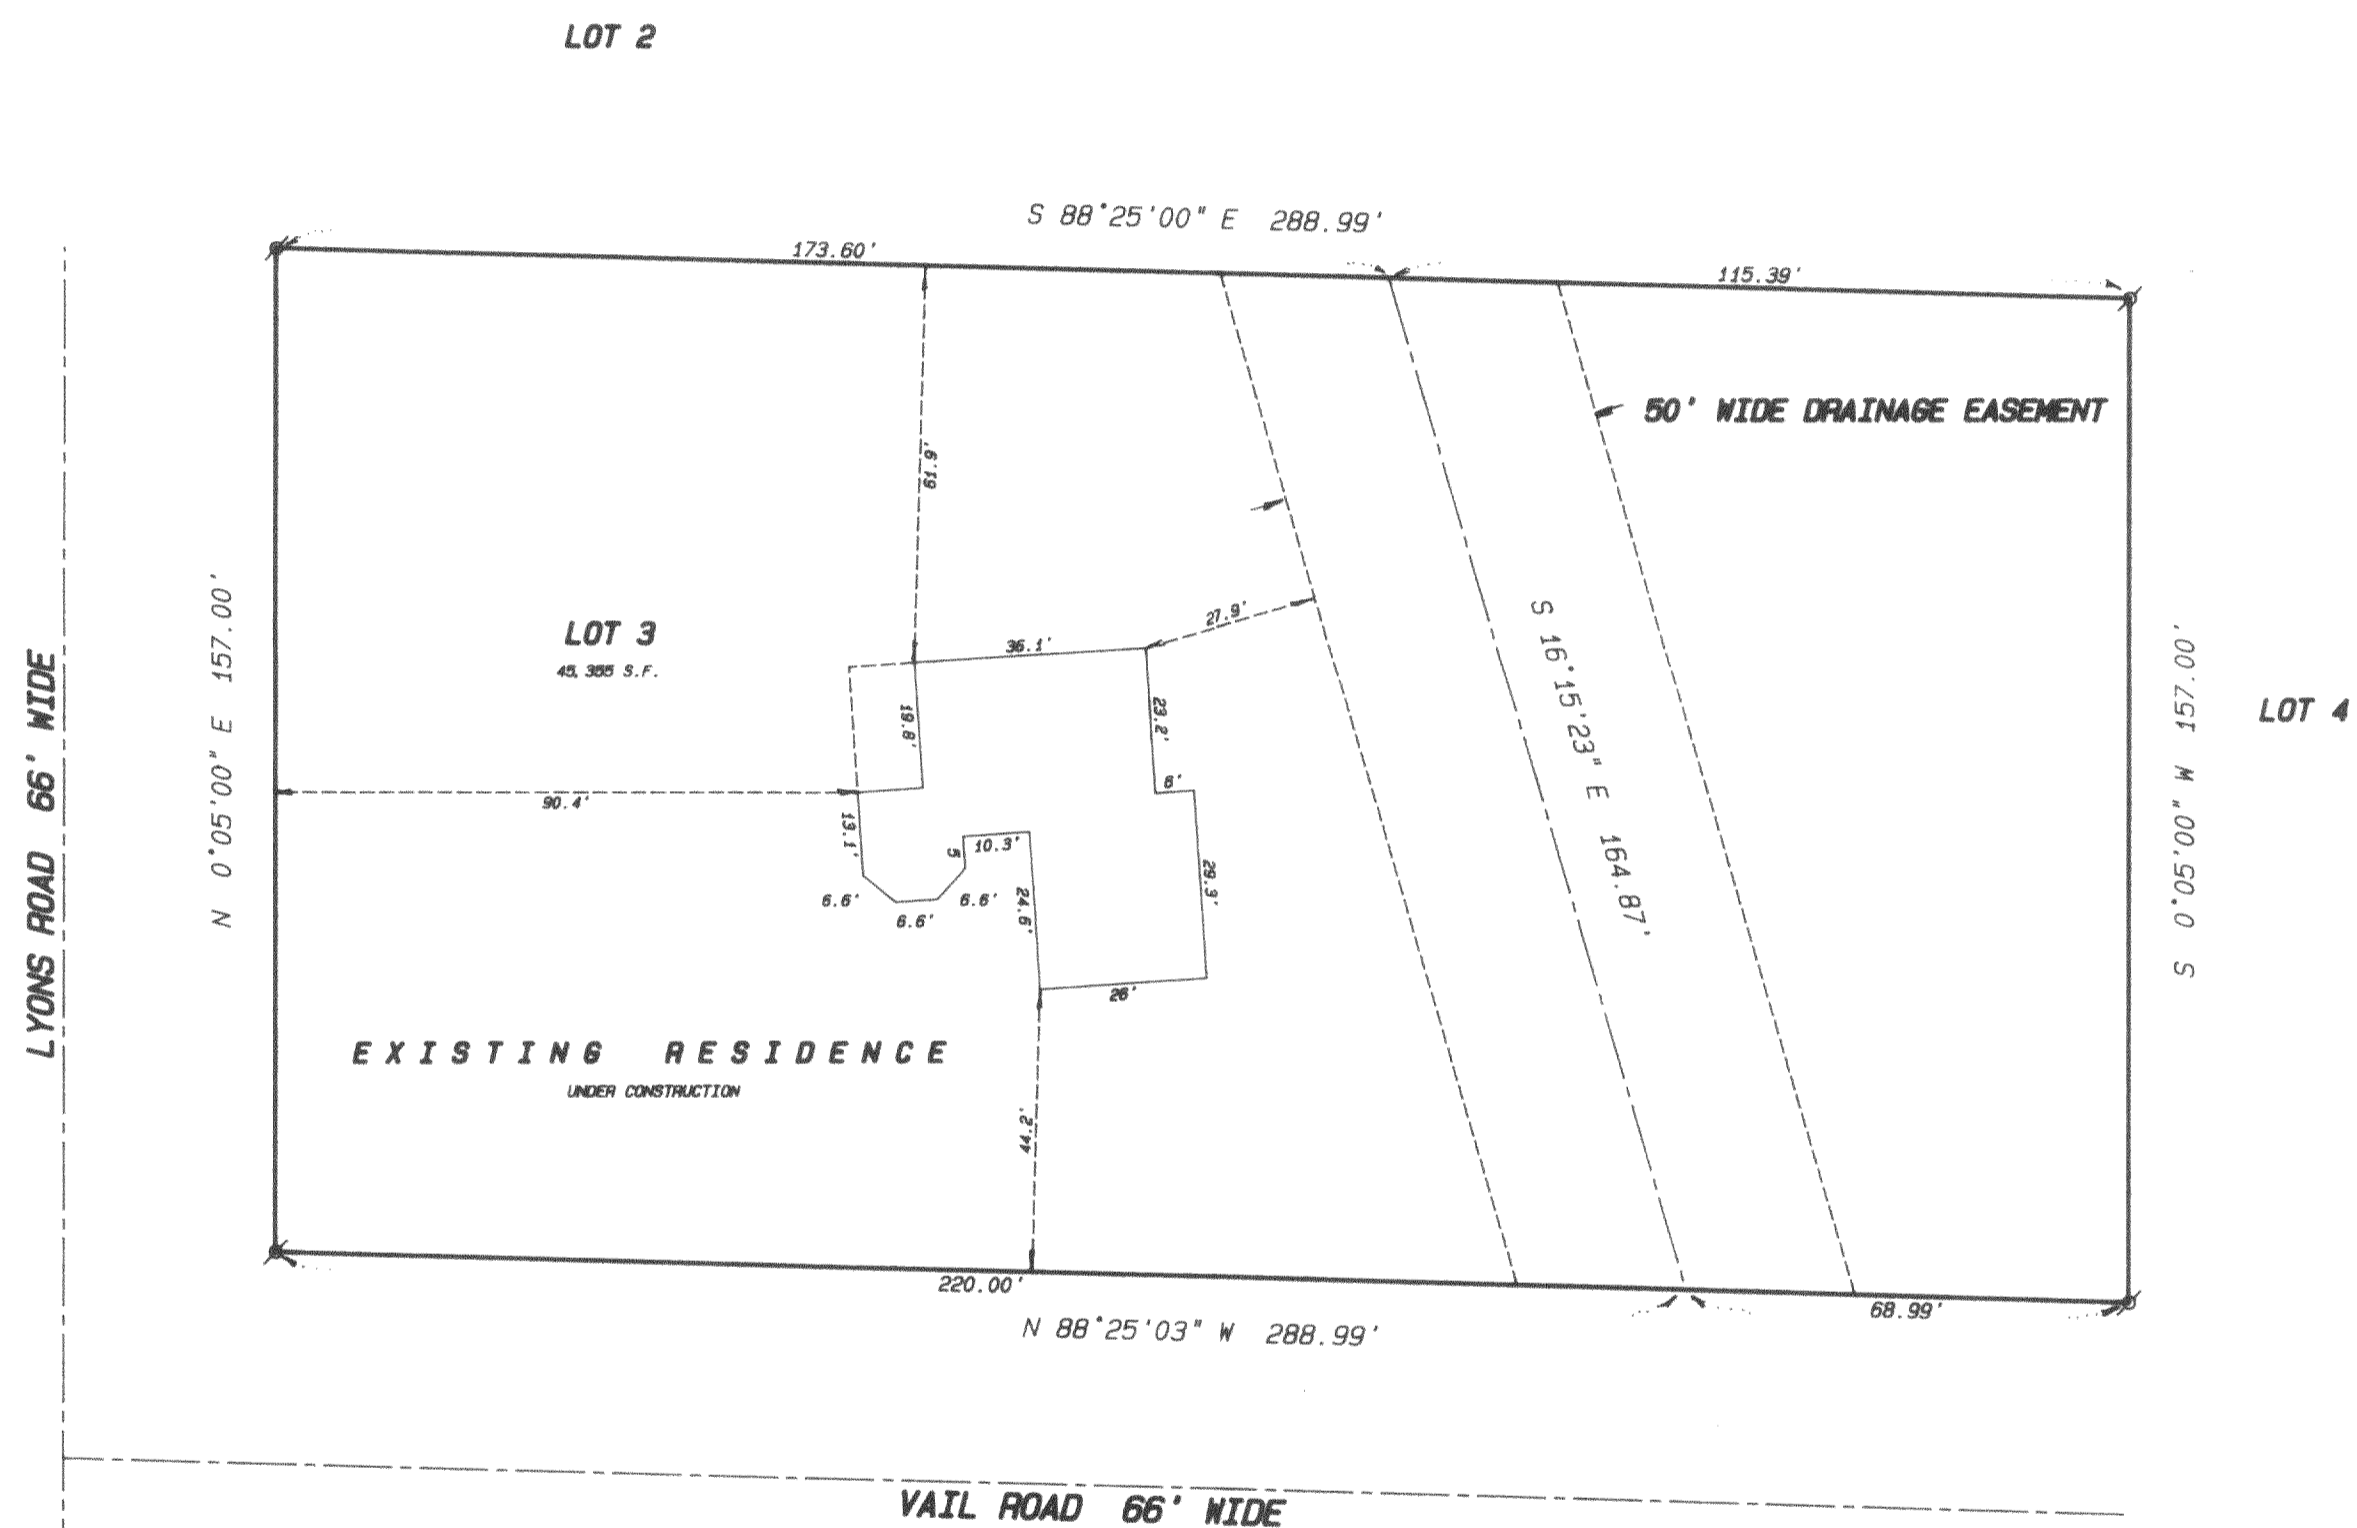 LOT 2
S 88°25'00" E 288.99'
173.60'
115.39'
50' WIDE DRAINAGE EASEMENT
61.9'
N 0°05'00" E 157.00'
LOT 3
45,355 S.F.
27.9'
36.1'
S 16°15'23" E 164.87'
S 0°05'00" W 157.00'
LOT 4
LYONS ROAD 66' WIDE
19.8'
23.2'
6'
90.4'
13.1'
5
10.3'
29.3'
6.6'
6.6'
6.6'
24.6'
26'
EXISTING RESIDENCE
UNDER CONSTRUCTION
44.2'
220.00'
68.99'
N 88°25'03" W 288.99'
VAIL ROAD 66' WIDE